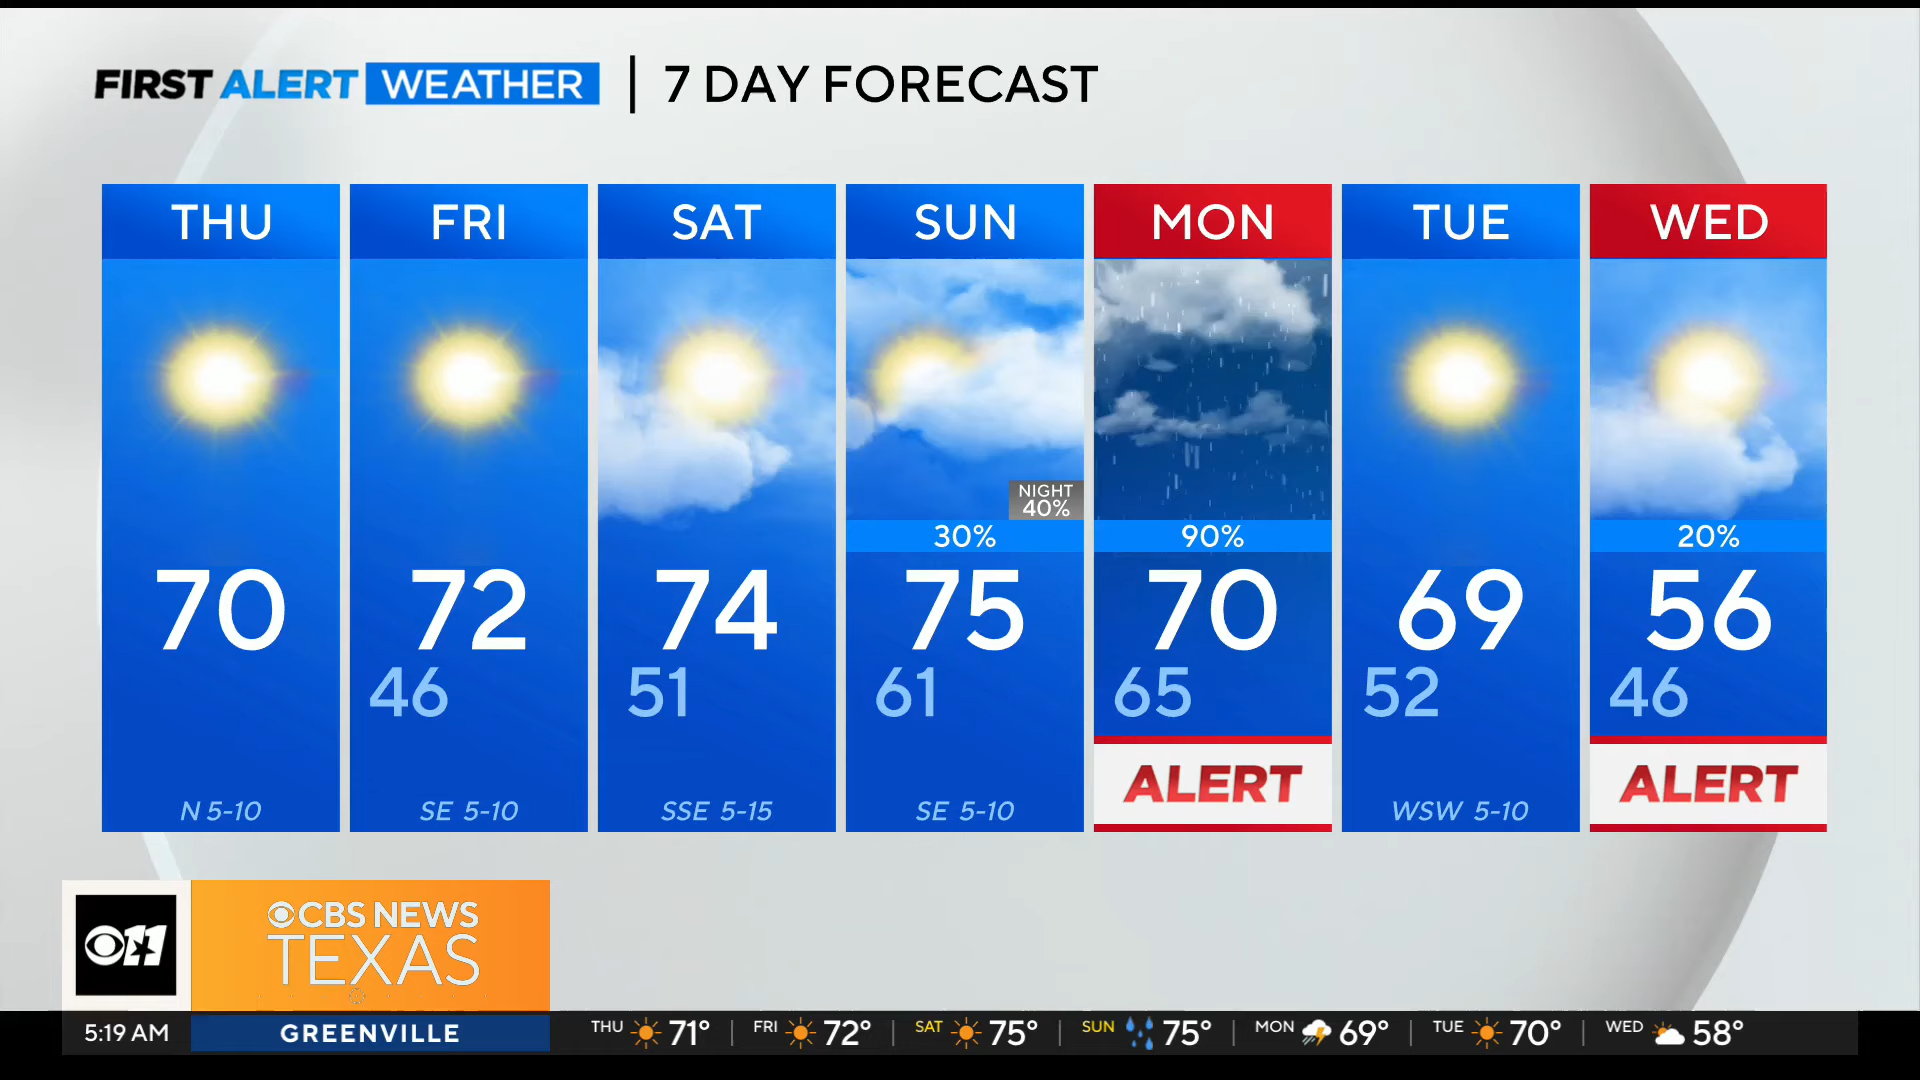 FIRST ALERT WEATHER | 7 DAY FORECAST
THU FRI SAT SUN MON TUE WED
NIGHT
40%
30% 90% 20%
70 72 74 75 70 69 56
46 51 61 65 52 46
ALERT ALERT
N 5-10 SE 5-10 SSE 5-15 SE 5-10 WSW 5-10
11 CBS NEWS
TEXAS
5:19 AM GREENVILLE THU 71° | FRI 72° | SAT 75° | SUN 75° | MON 69° | TUE 70° | WED 58°